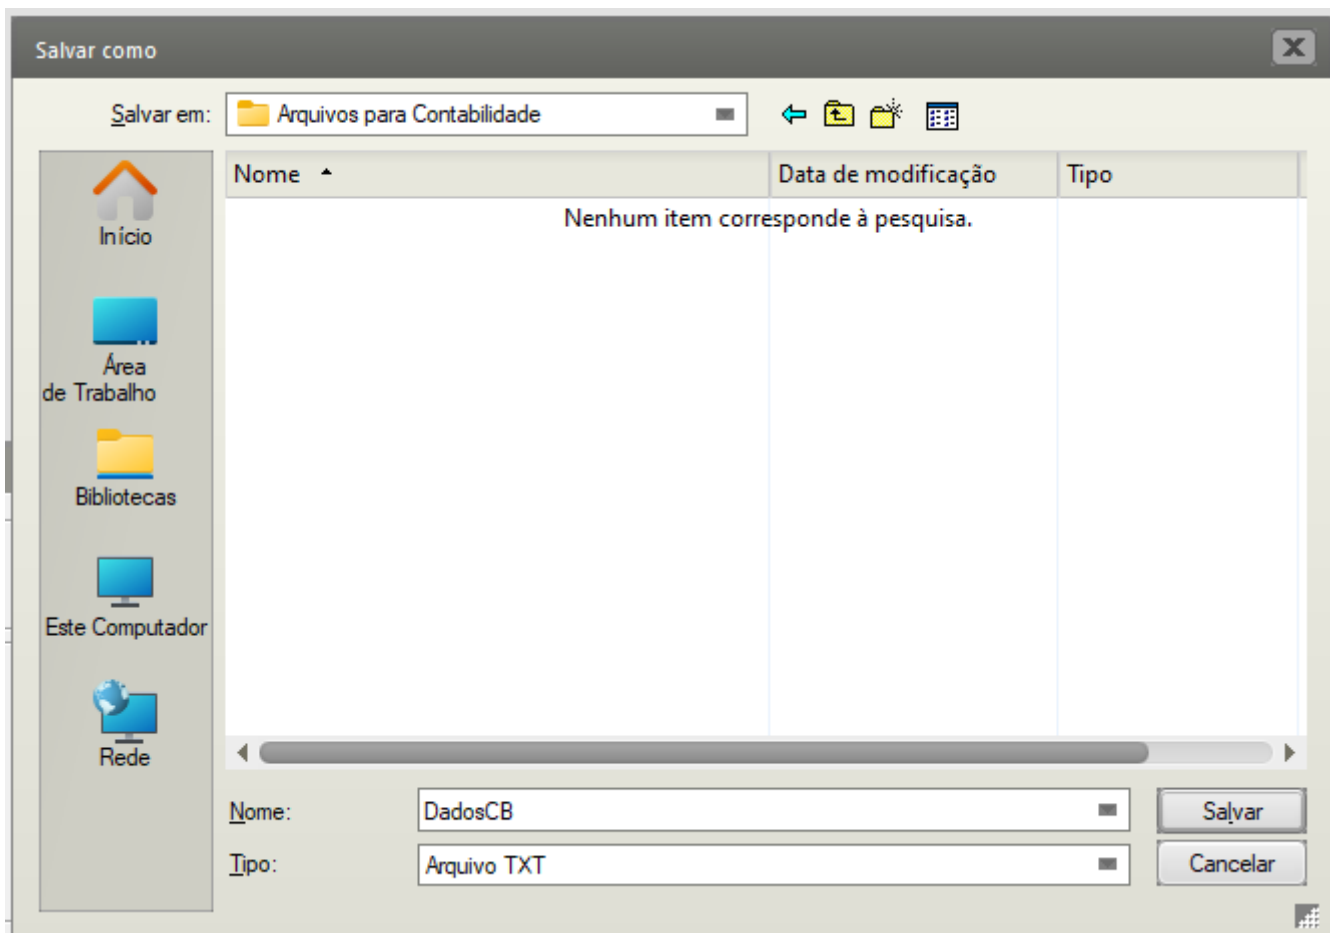 Salvar como
Salvar em:
Arquivos para Contabilidade
Nome
Data de modificação
Tipo
Nenhum item corresponde à pesquisa.
Início
Área
de Trabalho
Bibliotecas
Este Computador
Rede
Nome:
DadosCB
Salvar
Tipo:
Arquivo TXT
Cancelar